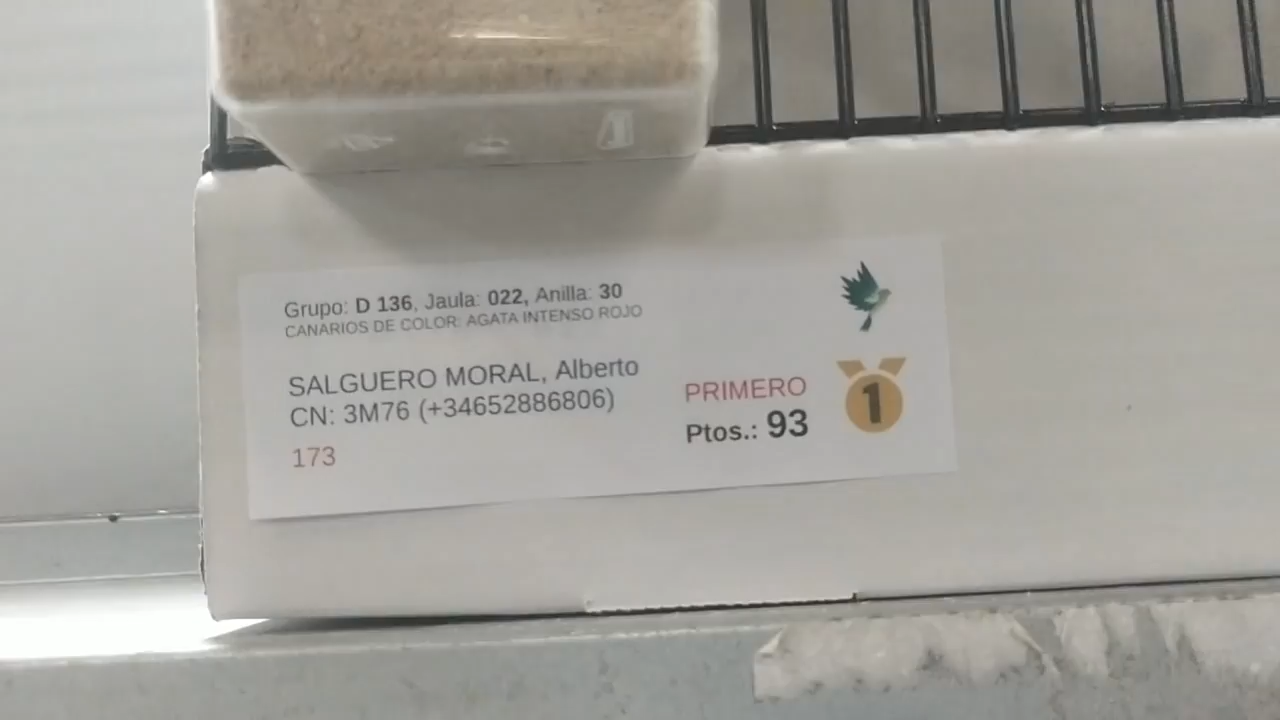 Grupo: D 136, Jaula: 022, Anilla: 30
CANARIOS DE COLOR: AGATA INTENSO ROJO
SALGUERO MORAL, Alberto
CN: 3M76 (+34652886806)
173
PRIMERO
Ptos.: 93
1